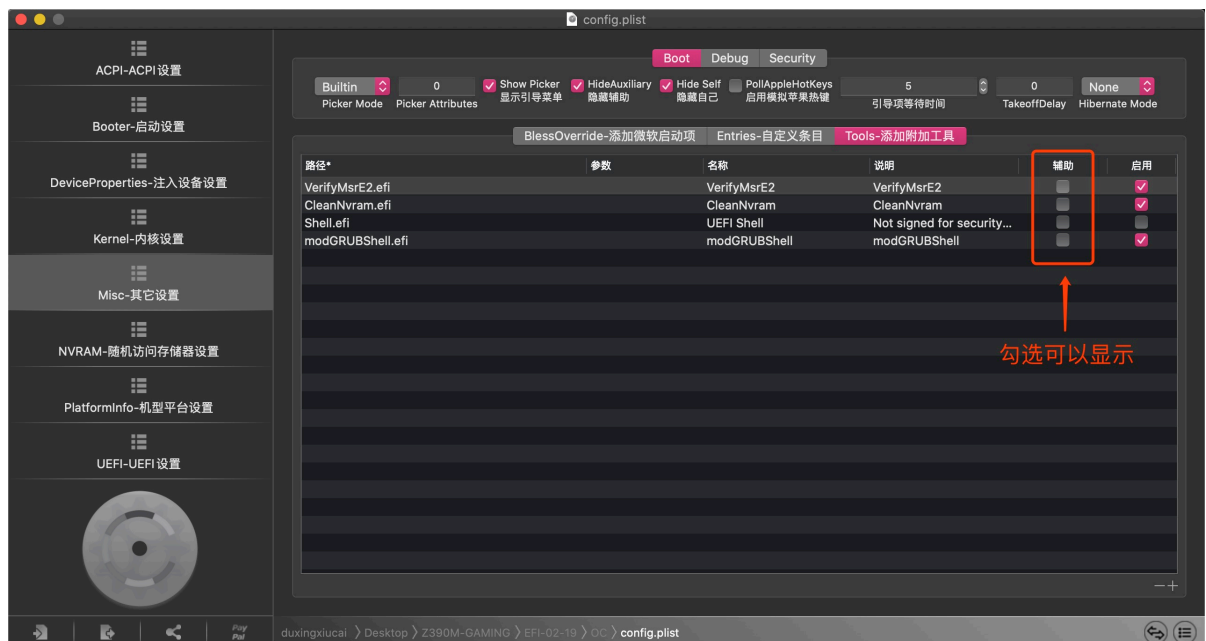 config.plist
ACPI-ACPI设置
Booter-启动设置
DeviceProperties-注入设备设置
Kernel-内核设置
Misc-其它设置
NVRAM-随机访问存储器设置
PlatformInfo-机型平台设置
UEFI-UEFI设置
Pay
Pal
Boot Debug Security
Builtin 0 Show Picker HideAuxiliary Hide Self PollAppleHotKeys 5 0 None
Picker Mode Picker Attributes 显示引导菜单 隐藏辅助 隐藏自己 启用模拟苹果热键 引导项等待时间 TakeoffDelay Hibernate Mode
BlessOverride-添加微软启动项 Entries-自定义条目 Tools-添加附加工具
路径* 参数 名称 说明 辅助 启用
VerifyMsrE2.efi VerifyMsrE2 VerifyMsrE2
CleanNvram.efi CleanNvram CleanNvram
Shell.efi UEFI Shell Not signed for security...
modGRUBShell.efi modGRUBShell modGRUBShell
勾选可以显示
duxingxiucai 〉Desktop 〉Z390M-GAMING 〉EFI-02-19 〉OC 〉config.plist